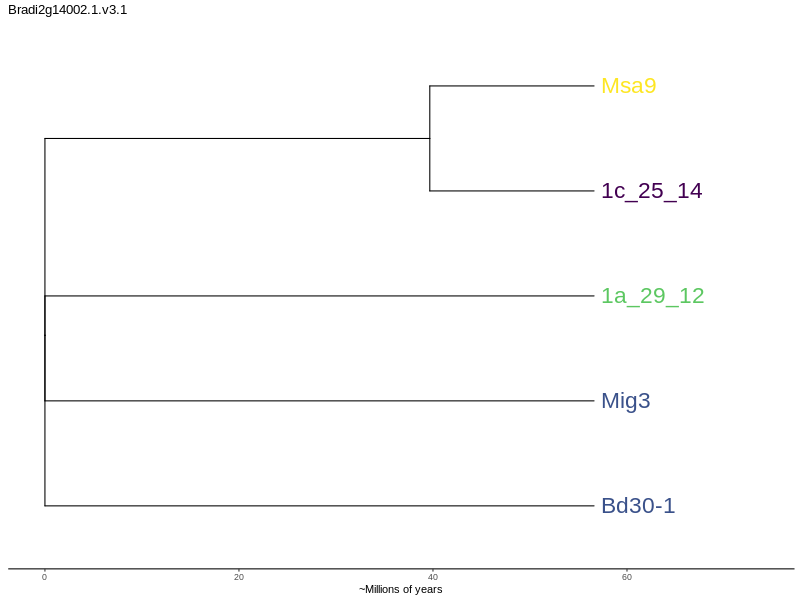 Bradi2g14002.1.v3.1
Msa9
1c_25_14
1a_29_12
Mig3
Bd30-1
0 20 40 60
~Millions of years